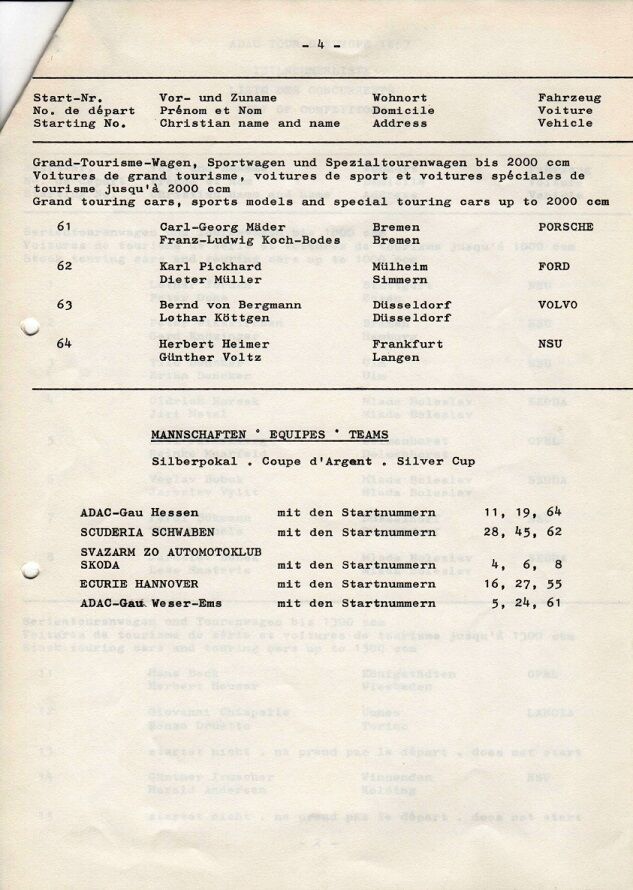 - 4 -
Start-Nr. Vor- und Zuname Wohnort Fahrzeug
No. de départ Prénom et Nom Domicile Voiture
Starting No. Christian name and name Address Vehicle
Grand-Tourisme-Wagen, Sportwagen und Spezialtourenwagen bis 2000 ccm
Voitures de grand tourisme, voitures de sport et voitures spéciales de
tourisme jusqu'à 2000 ccm
Grand touring cars, sports models and special touring cars up to 2000 ccm
61 Carl-Georg Mäder Bremen PORSCHE
Franz-Ludwig Koch-Bodes Bremen
62 Karl Pickhard Mülheim FORD
Dieter Müller Simmern
63 Bernd von Bergmann Düsseldorf VOLVO
Lothar Köttgen Düsseldorf
64 Herbert Heimer Frankfurt NSU
Günther Voltz Langen
MANNSCHAFTEN ° EQUIPES ° TEAMS
Silberpokal . Coupe d'Argent . Silver Cup
ADAC-Gau Hessen mit den Startnummern 11, 19, 64
SCUDERIA SCHWABEN mit den Startnummern 28, 45, 62
SVAZARM ZO AUTOMOTOKLUB
SKODA mit den Startnummern 4, 6, 8
ECURIE HANNOVER mit den Startnummern 16, 27, 55
ADAC-Gau Weser-Ems mit den Startnummern 5, 24, 61